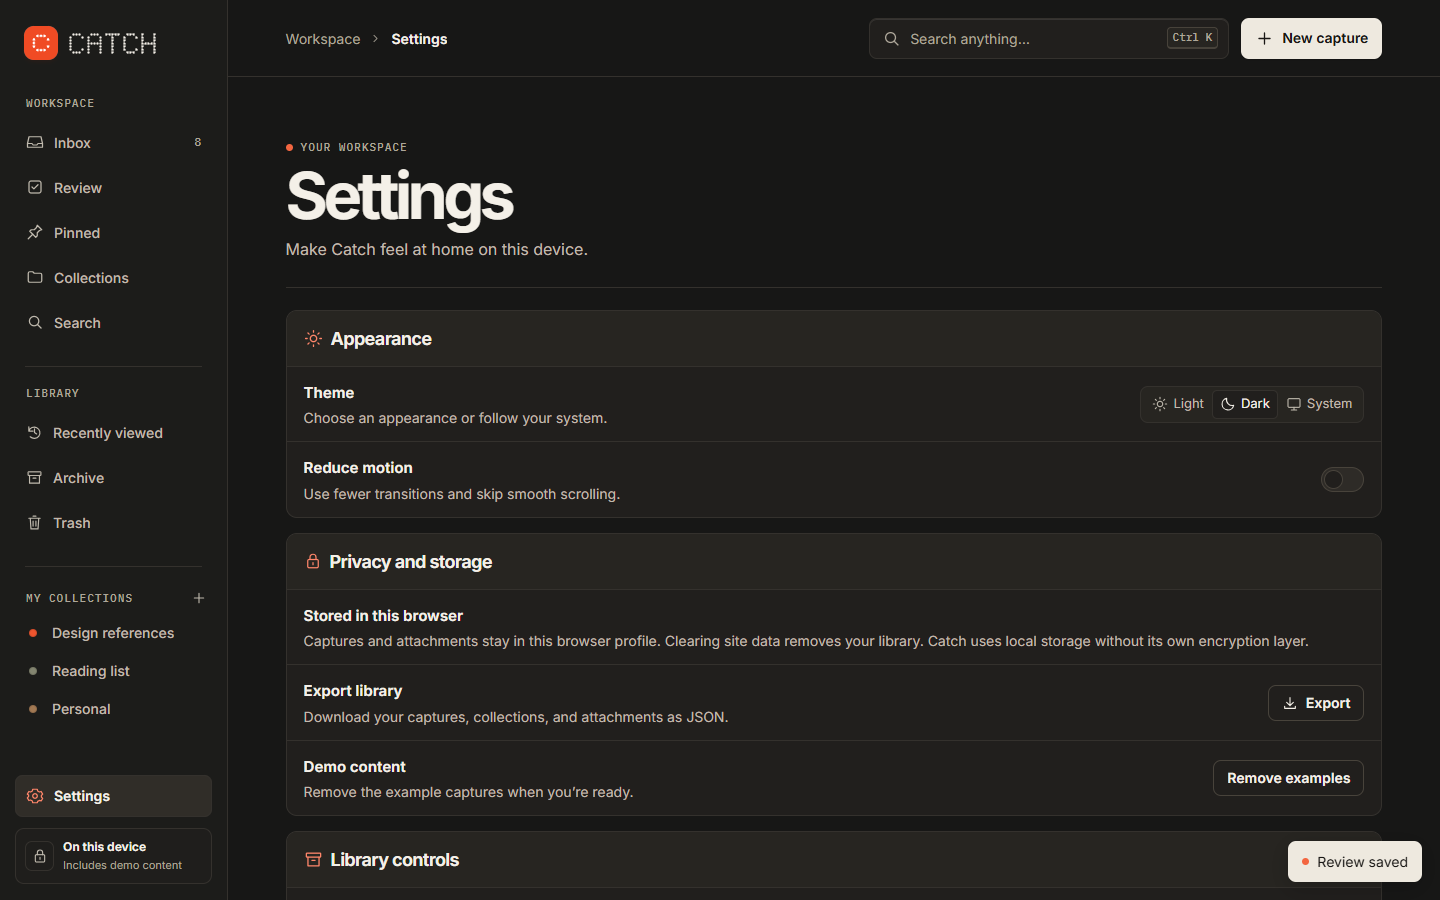 CATCH
WORKSPACE
Inbox 8
Review
Pinned
Collections
Search
LIBRARY
Recently viewed
Archive
Trash
MY COLLECTIONS
Design references
Reading list
Personal
Settings
On this device
Includes demo content
Workspace > Settings
Search anything... Ctrl K
New capture
YOUR WORKSPACE
Settings
Make Catch feel at home on this device.
Appearance
Theme
Choose an appearance or follow your system.
Light Dark System
Reduce motion
Use fewer transitions and skip smooth scrolling.
Privacy and storage
Stored in this browser
Captures and attachments stay in this browser profile. Clearing site data removes your library. Catch uses local storage without its own encryption layer.
Export library
Download your captures, collections, and attachments as JSON.
Export
Demo content
Remove the example captures when you’re ready.
Remove examples
Library controls
Review saved